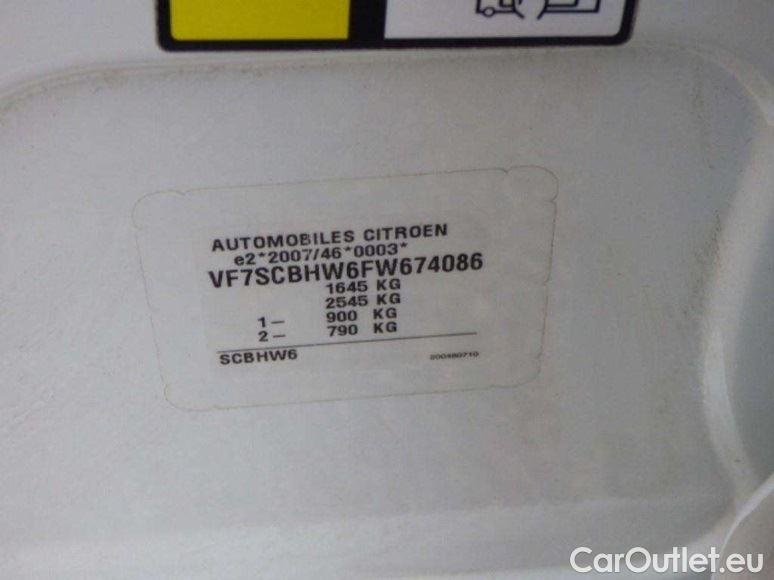 AUTOMOBILES CITROEN
e2*2007/46*0003*
VF7SCBHW6FW674086
1645 KG
2545 KG
1– 900 KG
2– 790 KG
SCBHW6 200480710
CarOutlet.eu